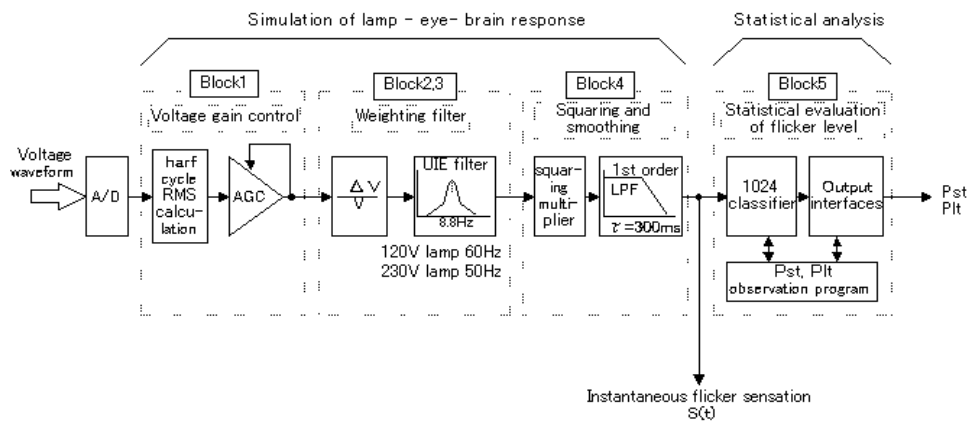 Simulation of lamp - eye- brain response
Statistical analysis
Block1
Block2,3
Block4
Block5
Voltage gain control
Weighting filter
Squaring and
smoothing
Statistical evaluation
of flicker level
Voltage
waveform
A/D
harf
cycle
RMS
calcu-
lation
AGC
ΔV
V
UIE filter
8.8Hz
120V lamp 60Hz
230V lamp 50Hz
squa-
ring
multi-
plier
1st order
LPF
τ=300ms
1024
classifier
Output
interfaces
Pst
Plt
Pst, Plt
observation program
Instantaneous flicker sensation
S(t)